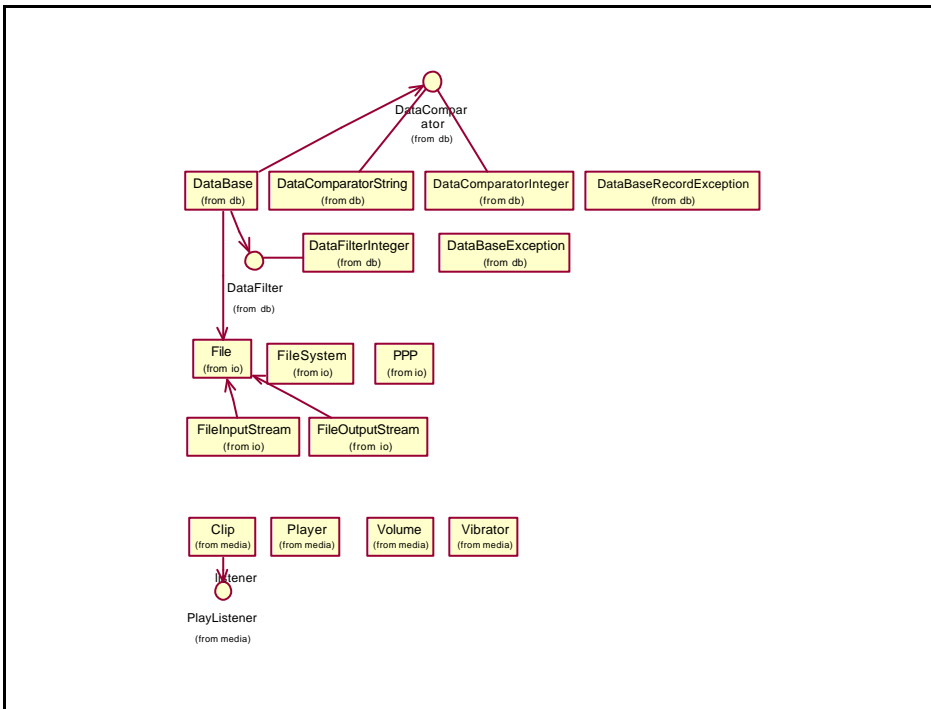 DataCompar
ator
(from db)
DataBase
(from db)
DataComparatorString
(from db)
DataComparatorInteger
(from db)
DataBaseRecordException
(from db)
DataFilterInteger
(from db)
DataBaseException
(from db)
DataFilter
(from db)
File
(from io)
FileSystem
(from io)
PPP
(from io)
FileInputStream
(from io)
FileOutputStream
(from io)
Clip
(from media)
Player
(from media)
Volume
(from media)
Vibrator
(from media)
listener
PlayListener
(from media)